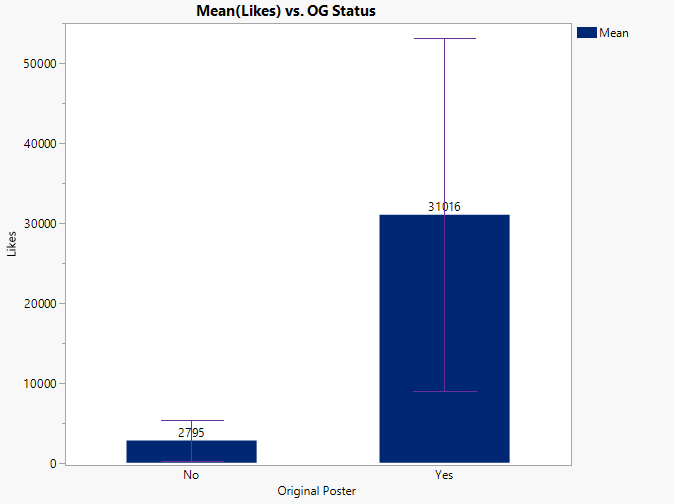 Mean(Likes) vs. OG Status
Mean
50000
40000
30000
20000
10000
0
Likes
31016
2795
No
Yes
Original Poster